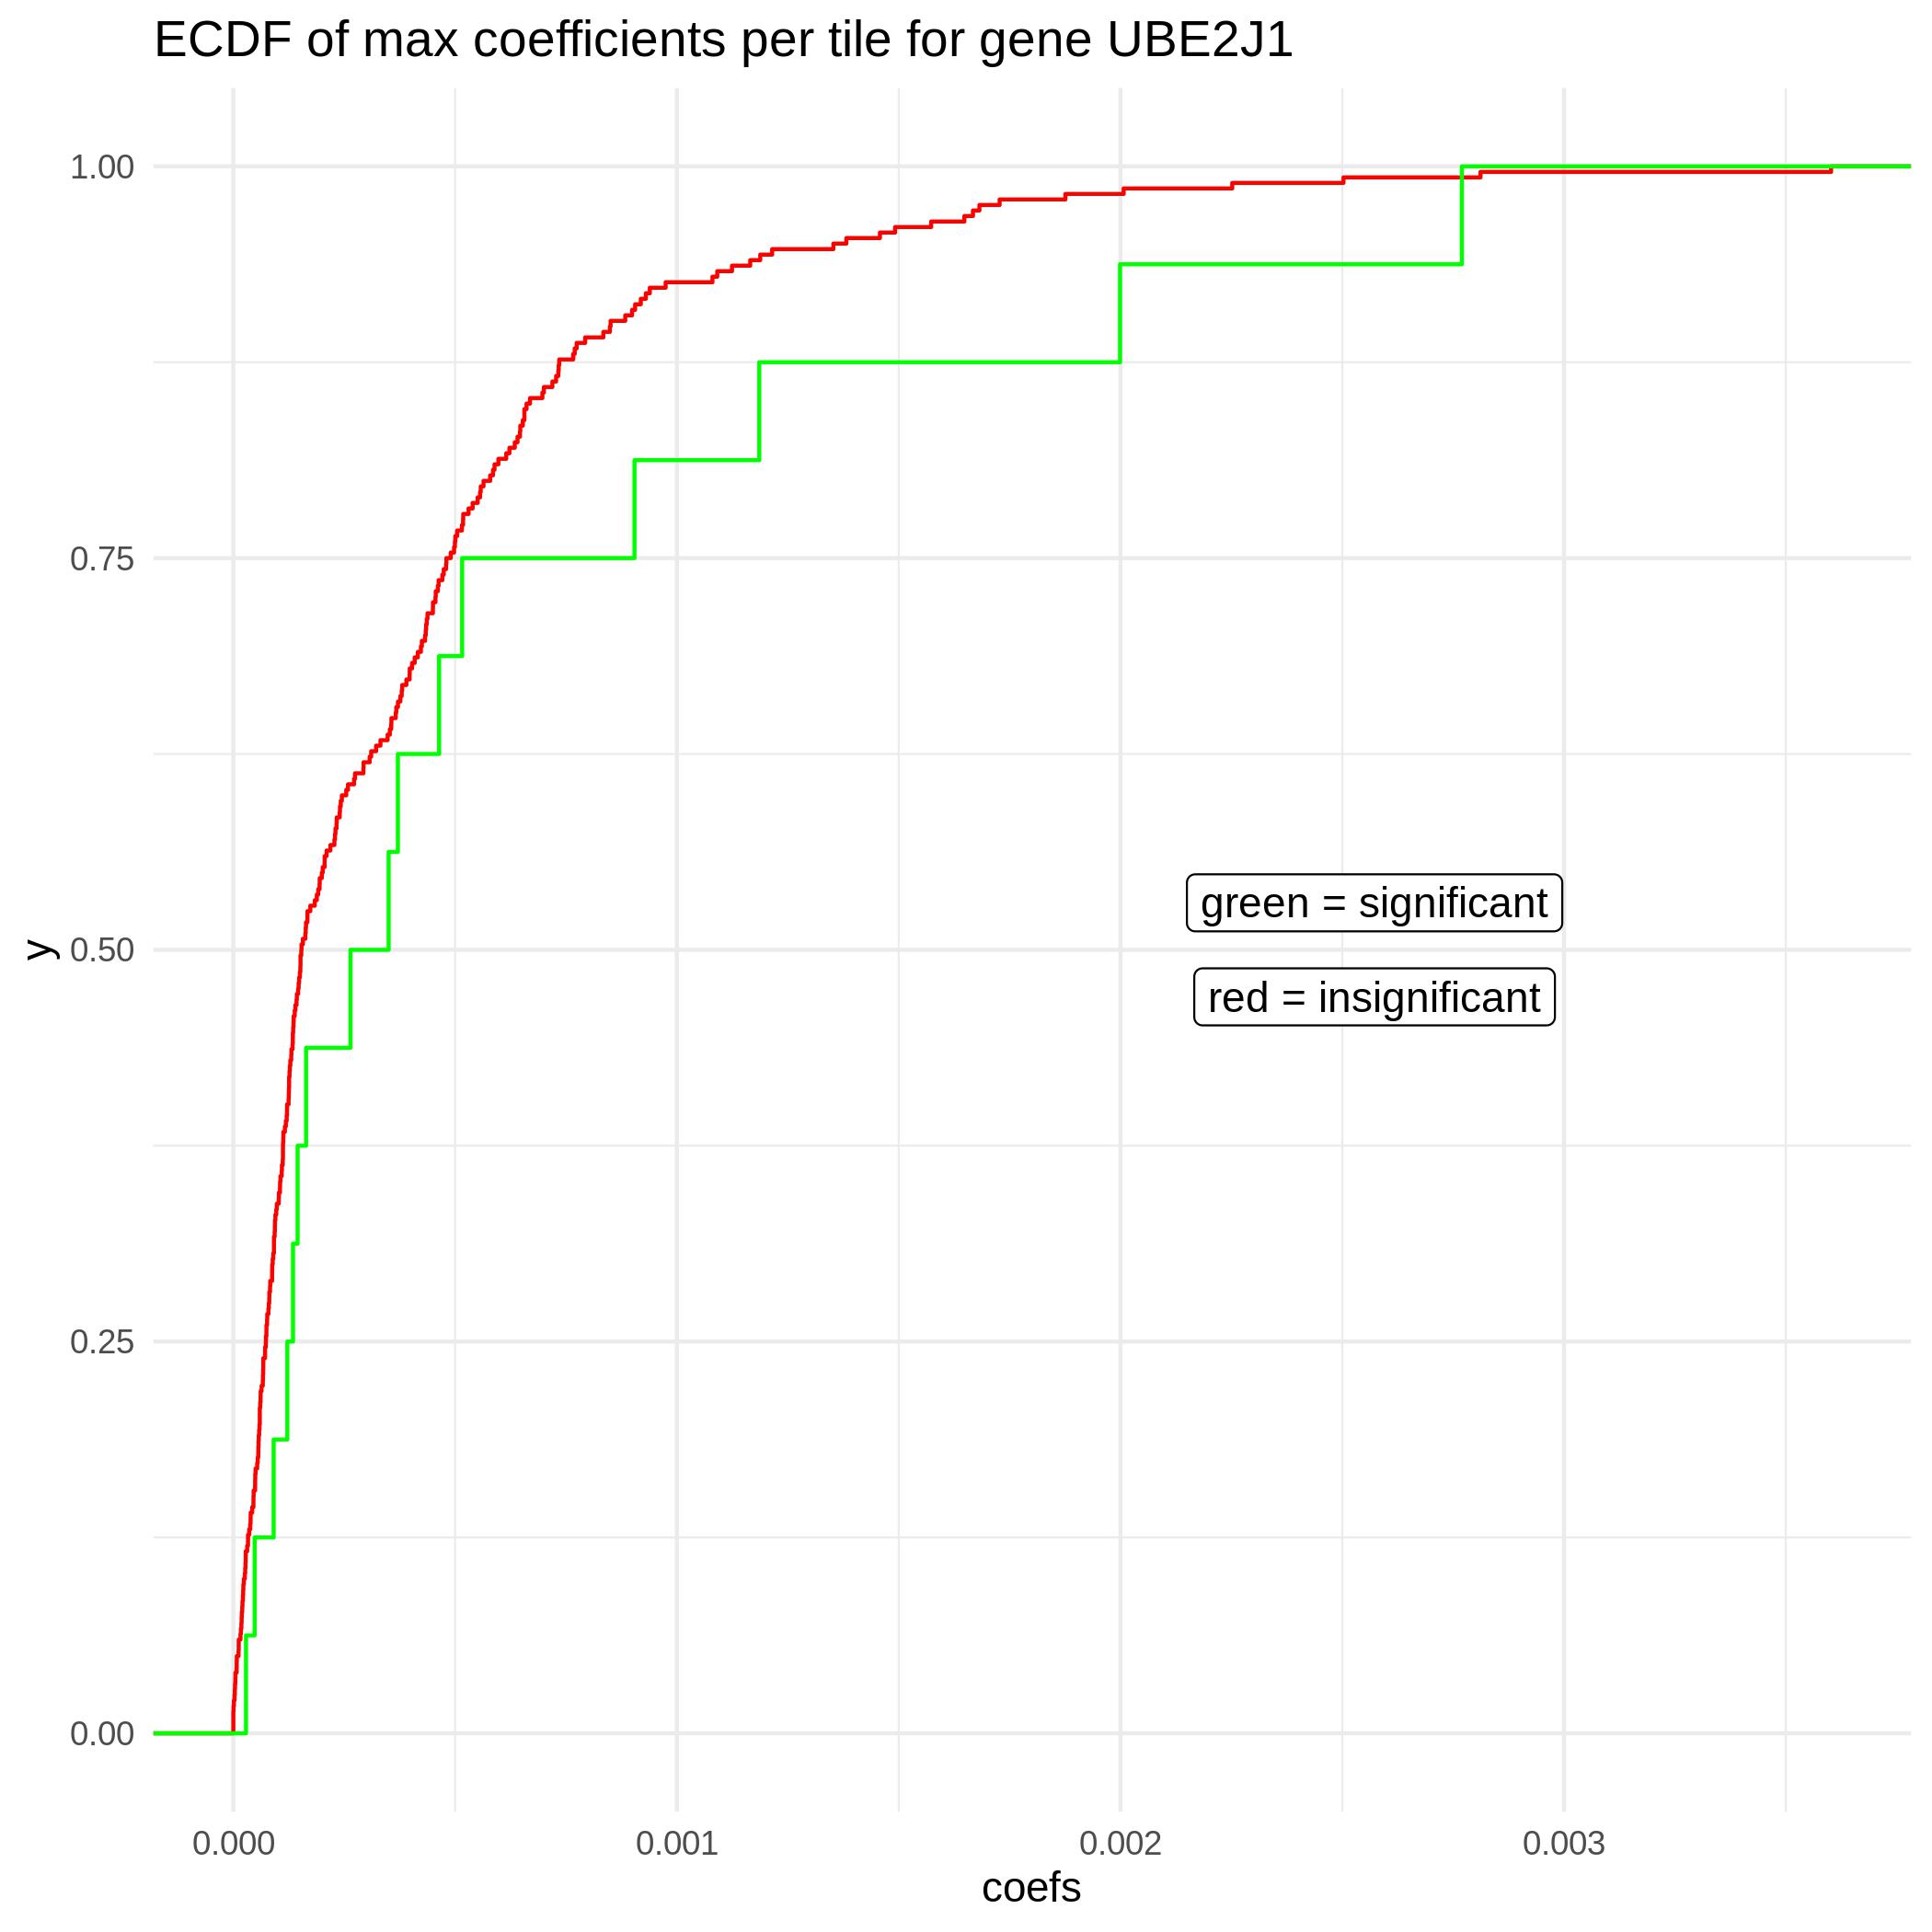 ECDF of max coefficients per tile for gene UBE2J1
1.00
0.75
0.50
0.25
0.00
y
green = significant
red = insignificant
0.000 0.001 0.002 0.003
coefs